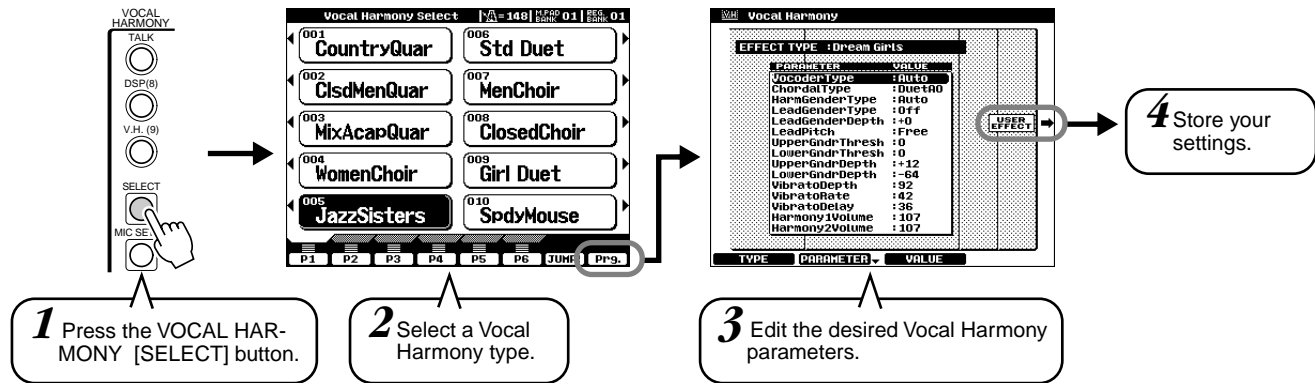 VOCAL
HARMONY
TALK
DSP(8)
V.H. (9)
SELECT
1 Press the VOCAL HAR-
MONY [SELECT] button.
Vocal Harmony Select =148 M.PAD BANK 01 REG. BANK 01
001 CountryQuar 006 Std Duet
002 ClsdMenQuar 007 MenChoir
003 MixAcapQuar 008 ClosedChoir
004 WomenChoir 009 Girl Duet
005 JazzSisters 010 SpdyMouse
P1 P2 P3 P4 P5 P6 JUMP Prg.
2 Select a Vocal
Harmony type.
V.H. Vocal Harmony
EFFECT TYPE :Dream Girls
PARAMETER VALUE
VocoderType :Auto
ChordalType :DuetAO
HarmGenderType :Auto
LeadGenderType :Off
LeadGenderDepth :+0
LeadPitch :Free
UpperGndrThresh :0
LowerGndrThresh :0
UpperGndrDepth :+12
LowerGndrDepth :-64
VibratoDepth :92
VibratoRate :42
VibratoDelay :36
Harmony1Volume :107
Harmony2Volume :107
USER
EFFECT
TYPE PARAMETER VALUE
3 Edit the desired Vocal Harmony
parameters.
4 Store your
settings.